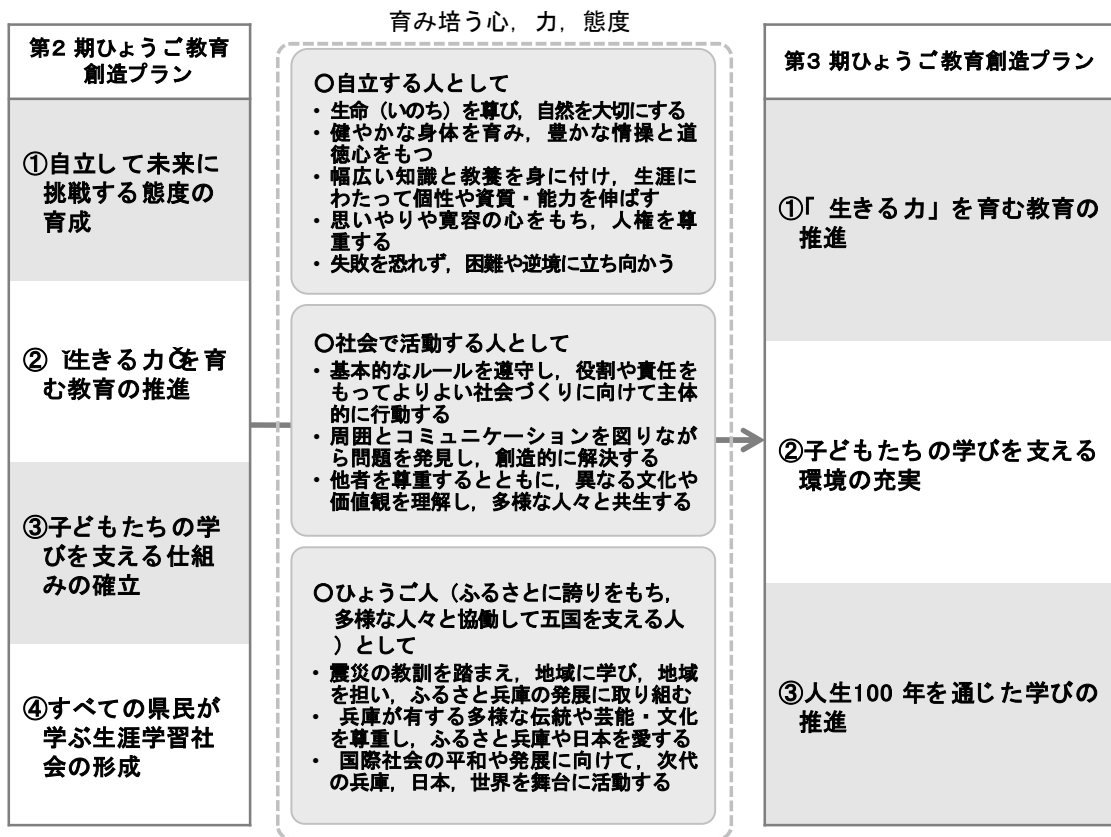 育み培う心，力，態度
第2 期ひょうご教育
創造プラン
①自立して未来に
挑戦する態度の
育成
② 生きる力 を育
む教育の推進
③子どもたちの学
びを支える仕組
みの確立
④すべての県民が
学ぶ生涯学習社
会の形成
○自立する人として
・ 生命（いのち）を尊び，自然を大切にする
・ 健やかな身体を育み，豊かな情操と道
徳心をもつ
・ 幅広い知識と教養を身に付け，生涯に
わたって個性や資質・能力を伸ばす
・ 思いやりや寛容の心をもち，人権を尊
重する
・ 失敗を恐れず，困難や逆境に立ち向かう
○社会で活動する人として
・ 基本的なルールを遵守し，役割や責任を
もってよりよい社会づくりに向けて主体
的に行動する
・ 周囲とコミュニケーションを図りなが
ら問題を発見し，創造的に解決する
・ 他者を尊重するとともに，異なる文化や
価値観を理解し，多様な人々と共生する
○ひょうご人（ふるさとに誇りをもち，
多様な人々と協働して五国を支える人
）として
・ 震災の教訓を踏まえ，地域に学び，地域
を担い，ふるさと兵庫の発展に取り組む
・ 兵庫が有する多様な伝統や芸能・文化
を尊重し，ふるさと兵庫や日本を愛する
・ 国際社会の平和や発展に向けて，次代
の兵庫，日本，世界を舞台に活動する
第3 期ひょうご教育創造プラン
①「 生きる力」を育む教育の
推進
②子どもたちの学びを支える
環境の充実
③人生100 年を通じた学びの
推進